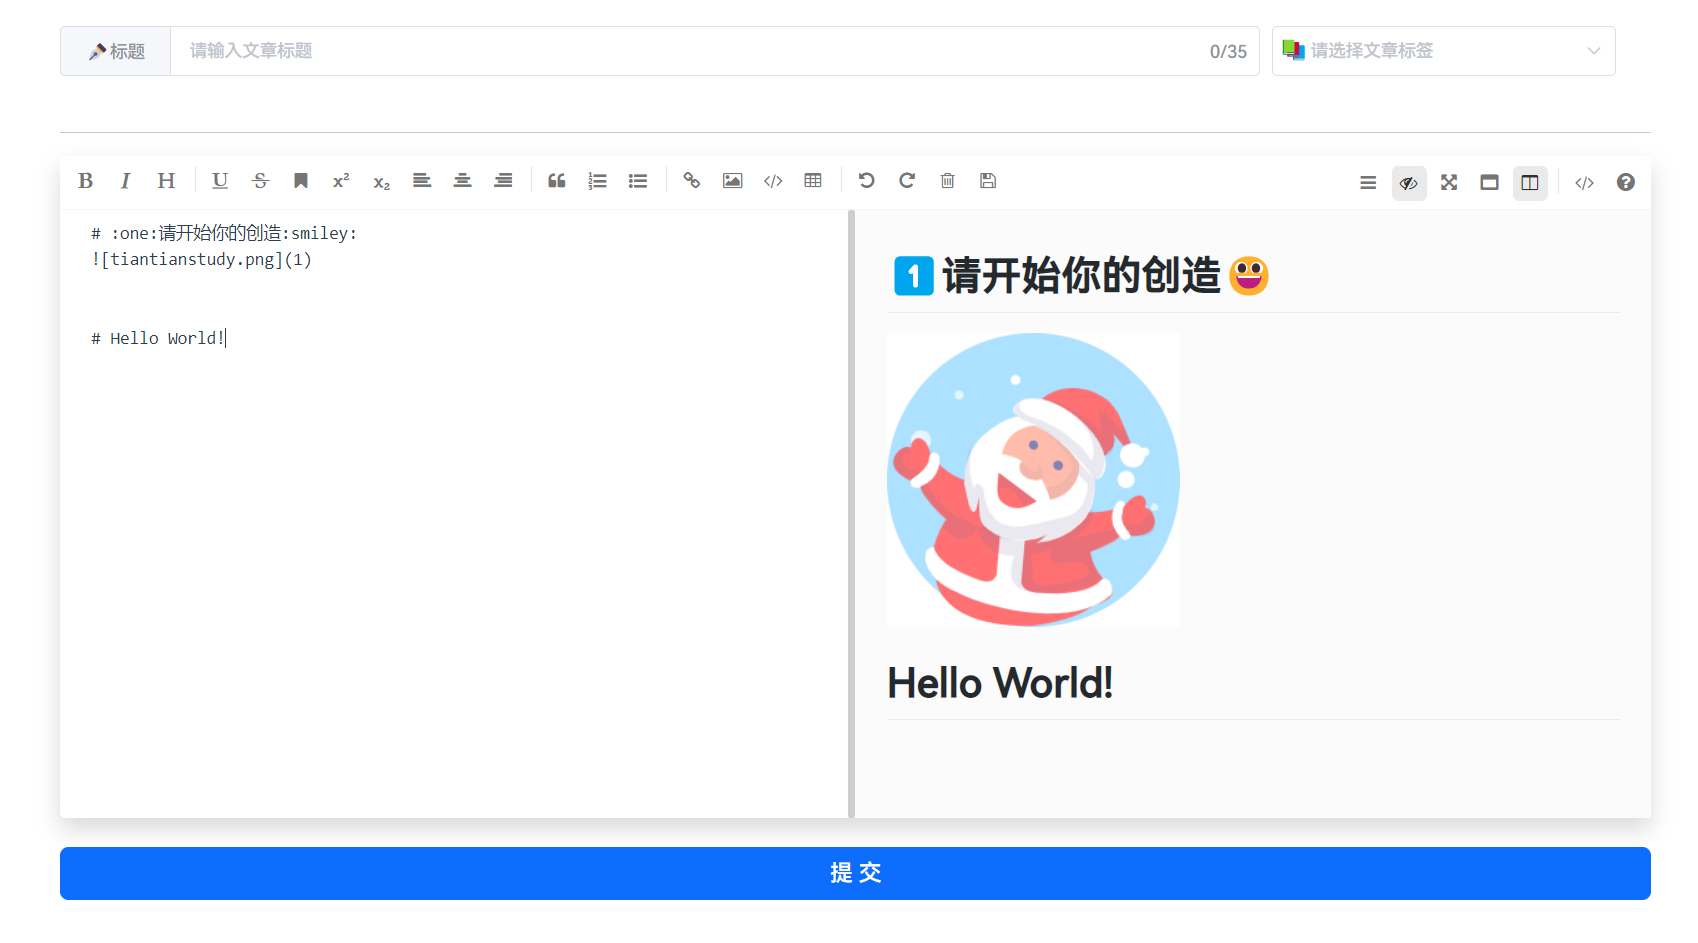 标题
请输入文章标题
0/35
请选择文章标签
B I H U S x² x₂
# :one:请开始你的创造:smiley:
![tiantianstudy.png](1)
# Hello World!
1 请开始你的创造
Hello World!
提 交